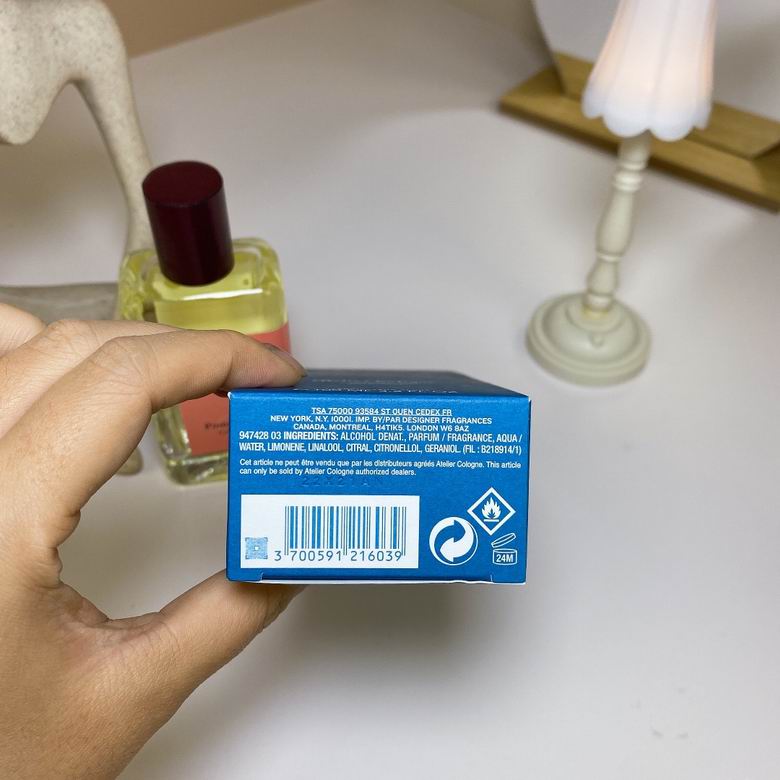 TSA 75000 93584 ST OUEN CEDEX FR
NEW YORK, N.Y. 10001. IMP. BY/PAR DESIGNER FRAGRANCES
CANADA, MONTREAL, H4T1K5. LONDON W6 8AZ
947428 03 INGREDIENTS: ALCOHOL DENAT., PARFUM / FRAGRANCE, AQUA /
WATER, LIMONENE, LINALOOL, CITRAL, CITRONELLOL, GERANIOL. (FIL : B218914/1)
Cet article ne peut être vendu que par les distributeurs agréés Atelier Cologne. This article
can only be sold by Atelier Cologne authorized dealers.
3 700591 216039
24M